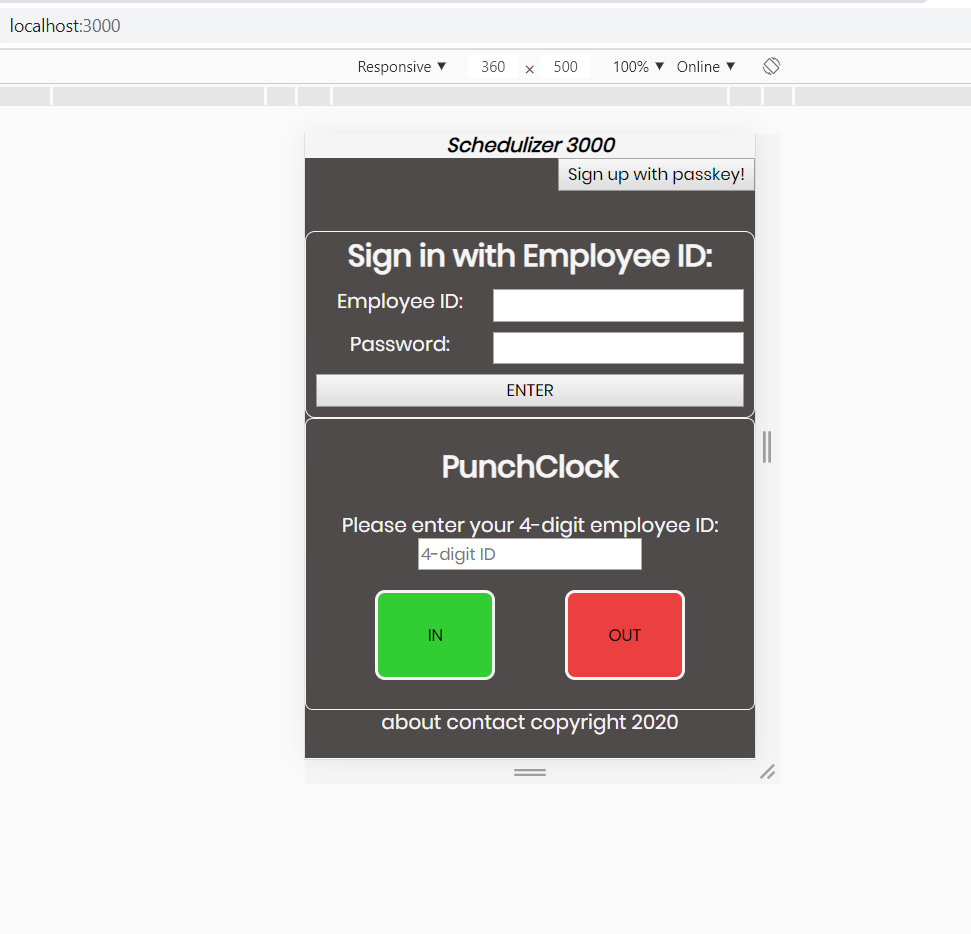 localhost:3000
Responsive ▼ 360 × 500 100% ▼ Online ▼
Schedulizer 3000
Sign up with passkey!
Sign in with Employee ID:
Employee ID:
Password:
ENTER
PunchClock
Please enter your 4-digit employee ID:
4-digit ID
IN OUT
about contact copyright 2020